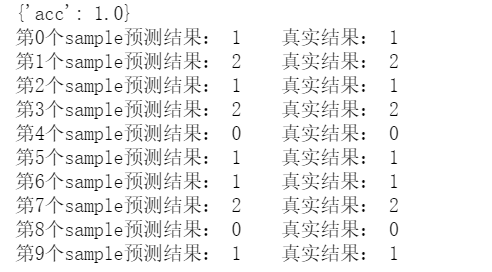 {'acc': 1.0}
第0个sample预测结果： 1 真实结果： 1
第1个sample预测结果： 2 真实结果： 2
第2个sample预测结果： 1 真实结果： 1
第3个sample预测结果： 2 真实结果： 2
第4个sample预测结果： 0 真实结果： 0
第5个sample预测结果： 1 真实结果： 1
第6个sample预测结果： 1 真实结果： 1
第7个sample预测结果： 2 真实结果： 2
第8个sample预测结果： 0 真实结果： 0
第9个sample预测结果： 1 真实结果： 1